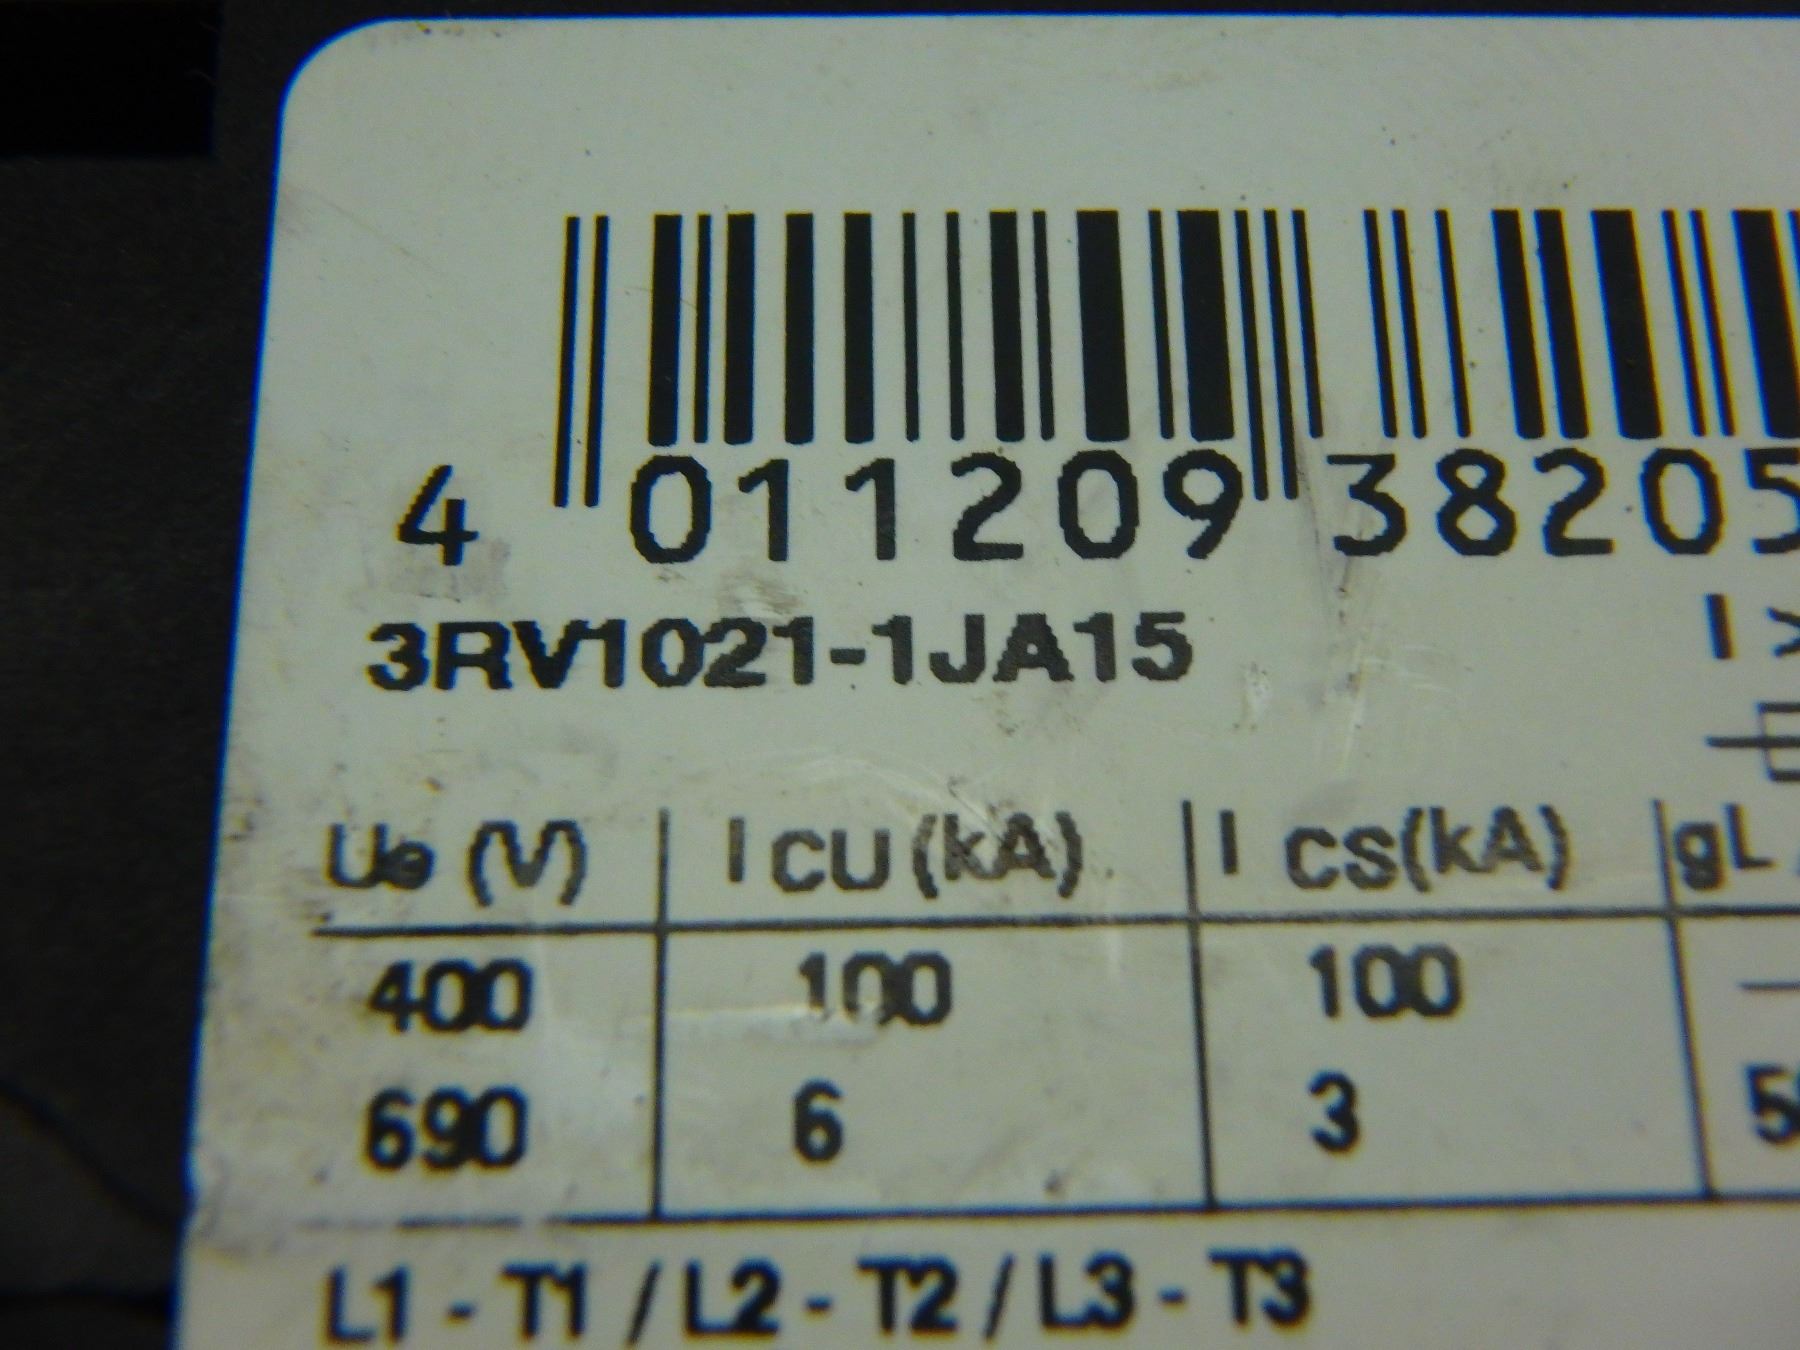 4 011209 38205
3RV1021-1JA15
I >
Ue (V) I CU (kA) I CS (kA) gL
400 100 100 —
690 6 3
L1 - T1 / L2 - T2 / L3 - T3